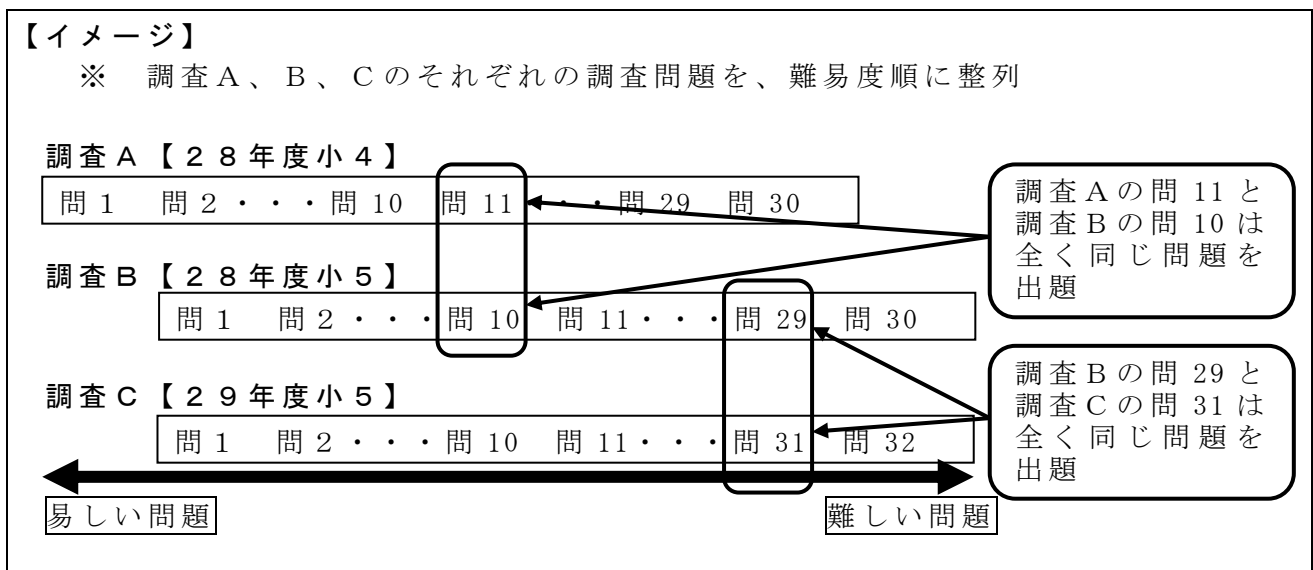 【イメージ】
※ 調査A、B、Cのそれぞれの調査問題を、難易度順に整列
調査A【28年度小4】
問1 問2・・・問10 問11・・・問29 問30
調査Aの問11と
調査Bの問10は
全く同じ問題を
出題
調査B【28年度小5】
問1 問2・・・問10 問11・・・問29 問30
調査Bの問29と
調査Cの問31は
全く同じ問題を
出題
調査C【29年度小5】
問1 問2・・・問10 問11・・・問31 問32
易しい問題
難しい問題